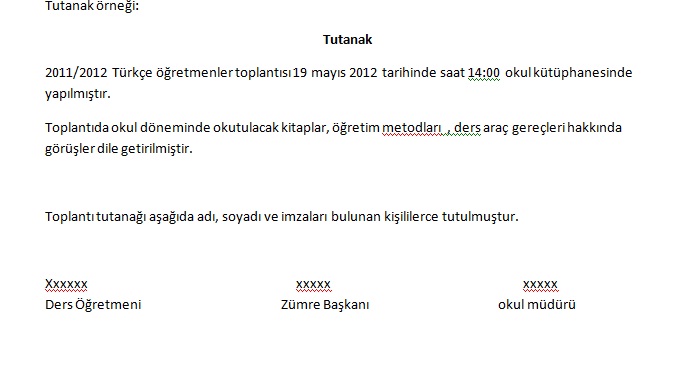 Tutanak örneği:
Tutanak
2011/2012 Türkçe öğretmenler toplantısı 19 mayıs 2012 tarihinde saat 14:00 okul kütüphanesinde
yapılmıştır.
Toplantıda okul döneminde okutulacak kitaplar, öğretim metodları , ders araç gereçleri hakkında
görüşler dile getirilmiştir.
Toplantı tutanağı aşağıda adı, soyadı ve imzaları bulunan kişililerce tutulmuştur.
Xxxxxx xxxxx xxxxx
Ders Öğretmeni Zümre Başkanı okul müdürü